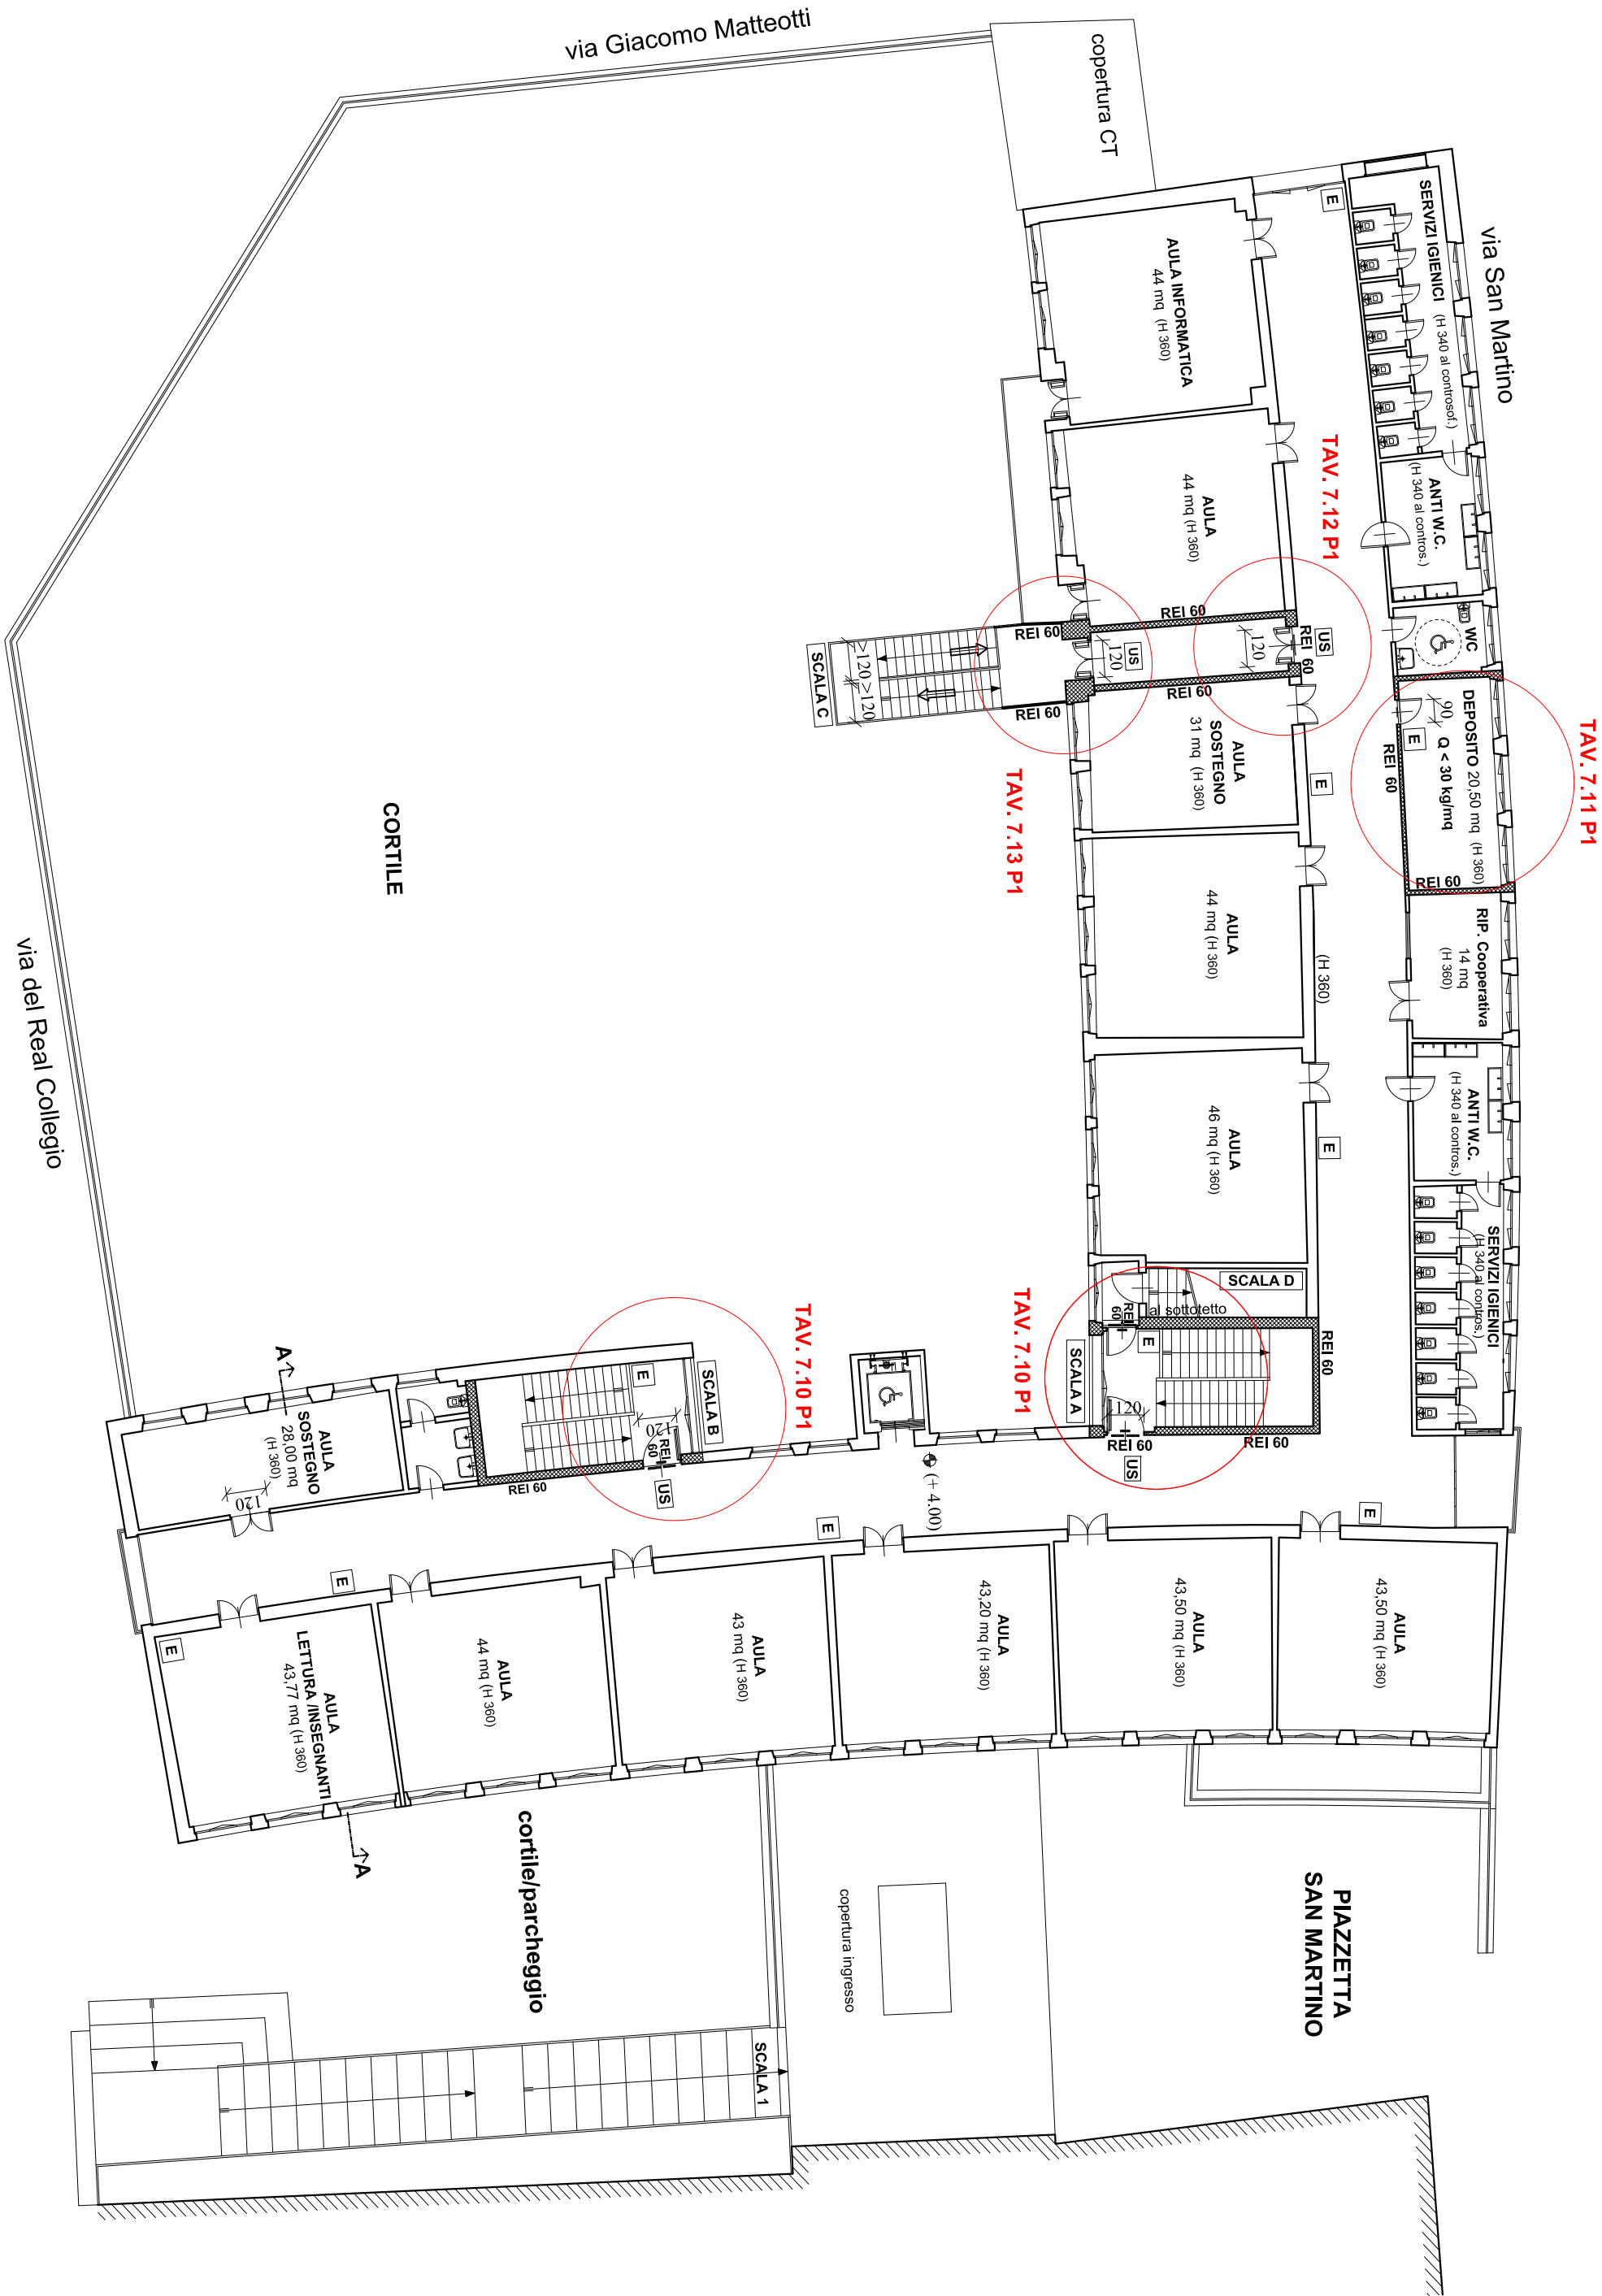 via Giacomo Matteotti
copertura CT
via San Martino
E
SERVIZI IGIENICI (H 340 al controsof.)
AULA INFORMATICA
44 mq (H 360)
TAV. 7.12 P1
ANTI W.C.
(H 340 al contros.)
AULA
44 mq (H 360)
REI 60
REI 60
US
REI 60
120
US
120
WC
SCALA C
>120
>120
REI 60
REI 60
TAV. 7.11 P1
DEPOSITO 20,50 mq (H 360)
Q < 30 kg/mq
90
E
REI 60
REI 60
AULA
SOSTEGNO
31 mq (H 360)
E
TAV. 7.13 P1
CORTILE
AULA
44 mq (H 360)
(H 360)
RIP. Cooperativa
14 mq
(H 360)
via del Real Collegio
AULA
46 mq (H 360)
E
ANTI W.C.
(H 340 al contros.)
SERVIZI IGIENICI
(H 340 al contros.)
SCALA D
al sottotetto
REI
60
E
REI 60
SCALA A
120
REI 60
REI 60
US
TAV. 7.10 P1
TAV. 7.10 P1
SCALA B
E
120
REI
60
US
REI 60
A
AULA
SOSTEGNO
28,00 mq
(H 360)
120
(+ 4.00)
E
E
E
AULA
43,50 mq (H 360)
AULA
43,50 mq (H 360)
AULA
43,20 mq (H 360)
AULA
43 mq (H 360)
AULA
44 mq (H 360)
AULA
LETTURA /INSEGNANTI
43,77 mq (H 360)
E
A
cortile/parcheggio
copertura ingresso
PIAZZETTA
SAN MARTINO
SCALA 1